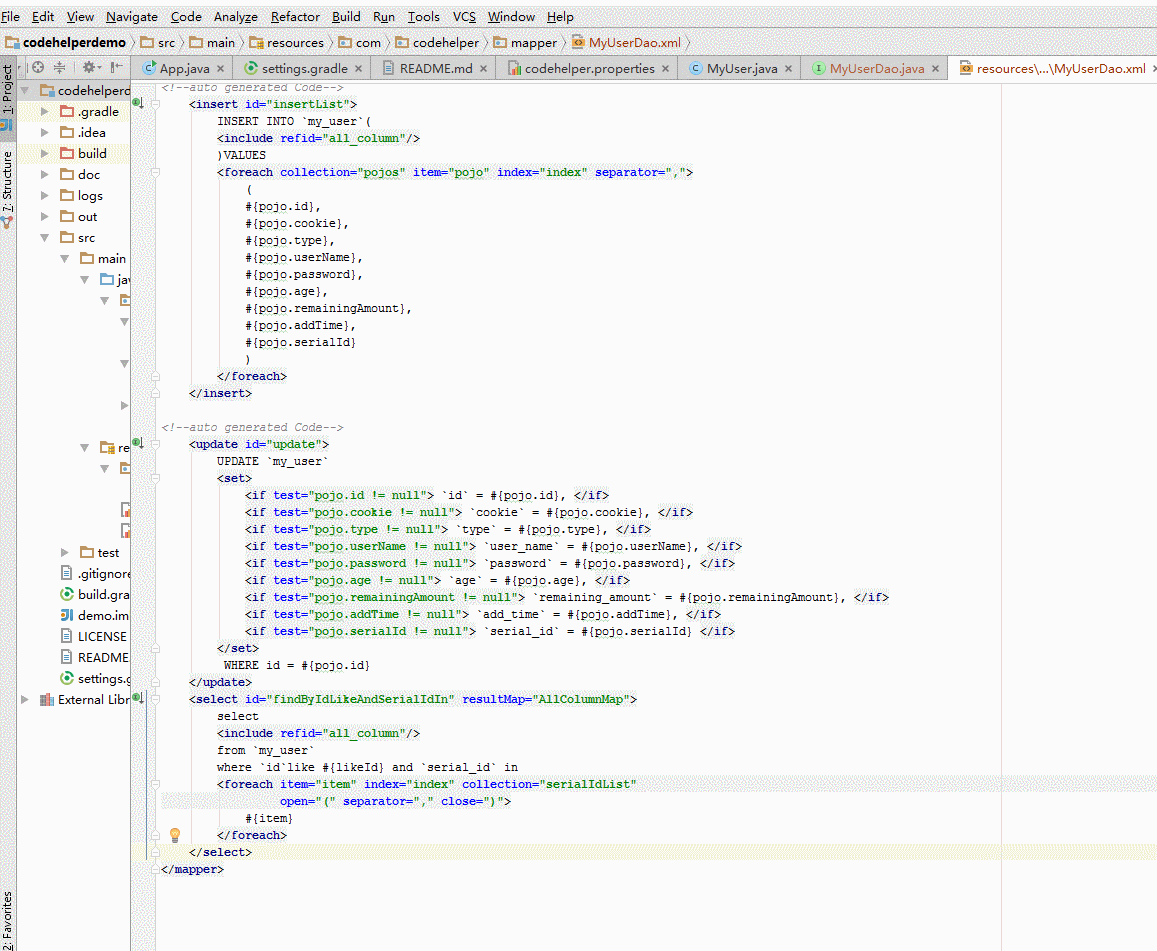 File Edit View Navigate Code Analyze Refactor Build Run Tools VCS Window Help
codehelperdemo src main resources com codehelper mapper MyUserDao.xml
App.java settings.gradle README.md codehelper.properties MyUser.java MyUserDao.java resources\...\MyUserDao.xml
1: Project
7: Structure
2: Favorites
codehelperd
.gradle
.idea
build
doc
logs
out
src
main
jav
re
test
.gitignore
build.gra
demo.im
LICENSE
README
settings.g
External Libr
<!--auto generated Code-->
<insert id="insertList">
INSERT INTO `my_user`(
<include refid="all_column"/>
)VALUES
<foreach collection="pojos" item="pojo" index="index" separator=",">
(
#{pojo.id},
#{pojo.cookie},
#{pojo.type},
#{pojo.userName},
#{pojo.password},
#{pojo.age},
#{pojo.remainingAmount},
#{pojo.addTime},
#{pojo.serialId}
)
</foreach>
</insert>
<!--auto generated Code-->
<update id="update">
UPDATE `my_user`
<set>
<if test="pojo.id != null"> `id` = #{pojo.id}, </if>
<if test="pojo.cookie != null"> `cookie` = #{pojo.cookie}, </if>
<if test="pojo.type != null"> `type` = #{pojo.type}, </if>
<if test="pojo.userName != null"> `user_name` = #{pojo.userName}, </if>
<if test="pojo.password != null"> `password` = #{pojo.password}, </if>
<if test="pojo.age != null"> `age` = #{pojo.age}, </if>
<if test="pojo.remainingAmount != null"> `remaining_amount` = #{pojo.remainingAmount}, </if>
<if test="pojo.addTime != null"> `add_time` = #{pojo.addTime}, </if>
<if test="pojo.serialId != null"> `serial_id` = #{pojo.serialId} </if>
</set>
WHERE id = #{pojo.id}
</update>
<select id="findByIdLikeAndSerialIdIn" resultMap="AllColumnMap">
select
<include refid="all_column"/>
from `my_user`
where `id`like #{likeId} and `serial_id` in
<foreach item="item" index="index" collection="serialIdList"
open="(" separator="," close=")">
#{item}
</foreach>
</select>
</mapper>